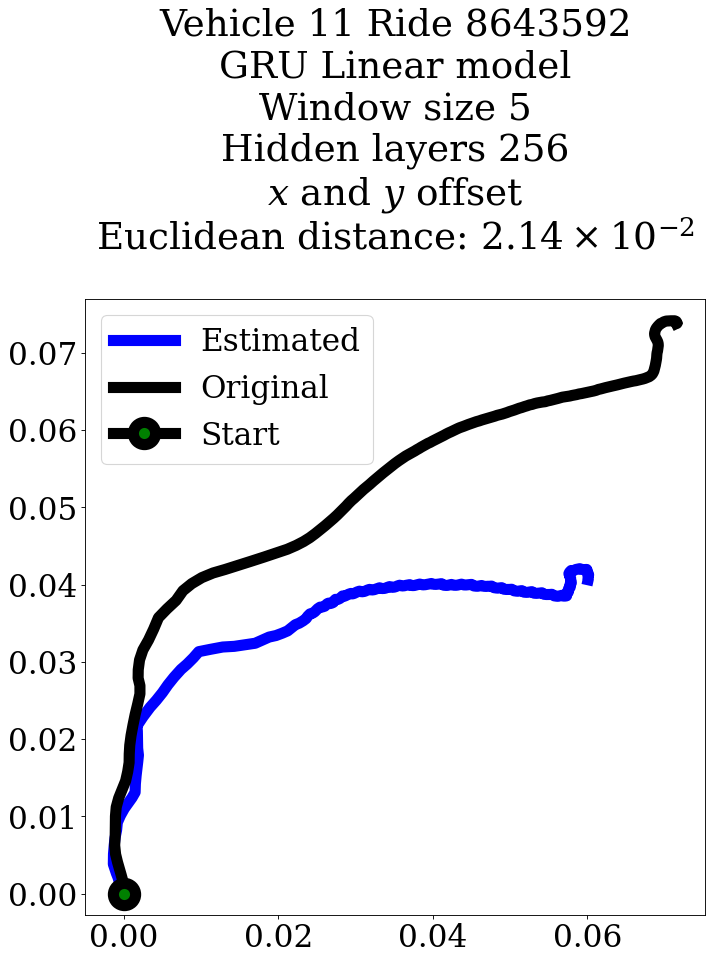 Vehicle 11 Ride 8643592
GRU Linear model
Window size 5
Hidden layers 256
x and y offset
Euclidean distance: 2.14 × 10⁻²
Estimated
Original
Start
0.07
0.06
0.05
0.04
0.03
0.02
0.01
0.00
0.00 0.02 0.04 0.06